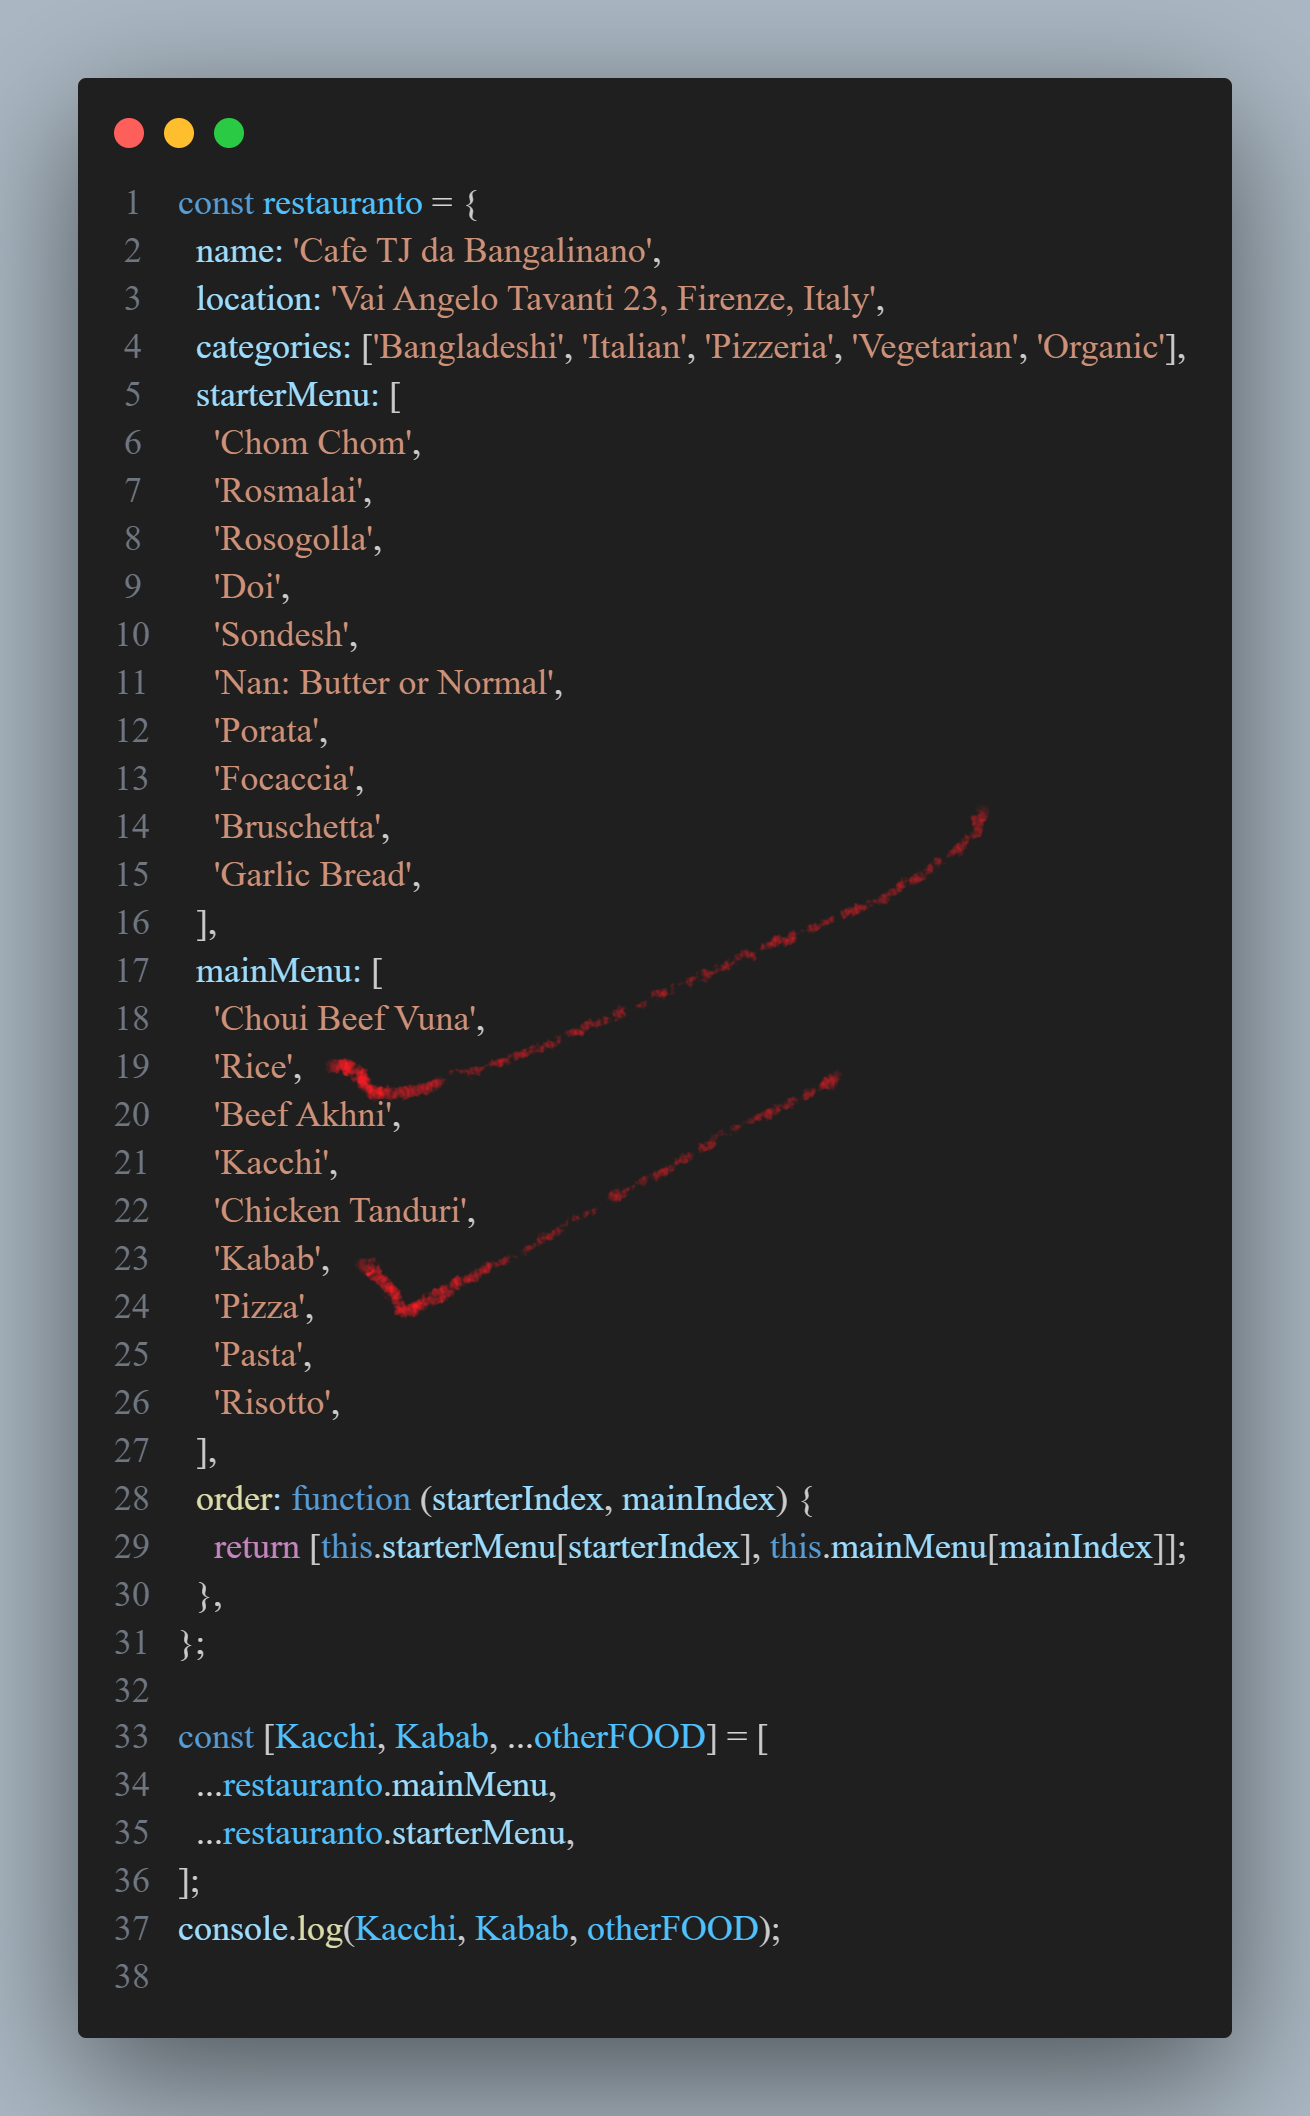 1 const restauranto = {
2 name: 'Cafe TJ da Bangalinano',
3 location: 'Vai Angelo Tavanti 23, Firenze, Italy',
4 categories: ['Bangladeshi', 'Italian', 'Pizzeria', 'Vegetarian', 'Organic'],
5 starterMenu: [
6 'Chom Chom',
7 'Rosmalai',
8 'Rosogolla',
9 'Doi',
10 'Sondesh',
11 'Nan: Butter or Normal',
12 'Porata',
13 'Focaccia',
14 'Bruschetta',
15 'Garlic Bread',
16 ],
17 mainMenu: [
18 'Choui Beef Vuna',
19 'Rice',
20 'Beef Akhni',
21 'Kacchi',
22 'Chicken Tanduri',
23 'Kabab',
24 'Pizza',
25 'Pasta',
26 'Risotto',
27 ],
28 order: function (starterIndex, mainIndex) {
29 return [this.starterMenu[starterIndex], this.mainMenu[mainIndex]];
30 },
31 };
32
33 const [Kacchi, Kabab, ...otherFOOD] = [
34 ...restauranto.mainMenu,
35 ...restauranto.starterMenu,
36 ];
37 console.log(Kacchi, Kabab, otherFOOD);
38